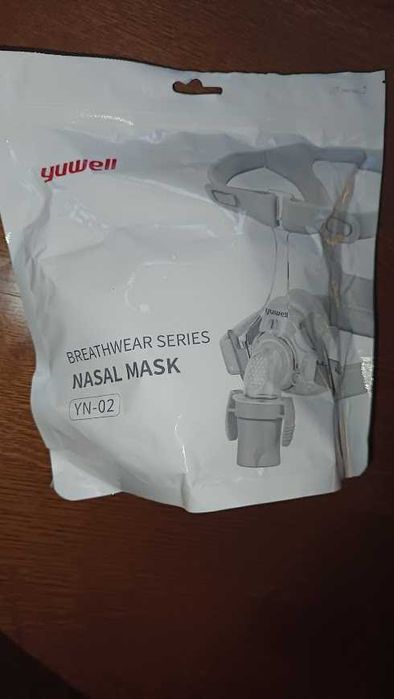 yuwell
yuwell
BREATHWEAR SERIES
NASAL MASK
YN-02